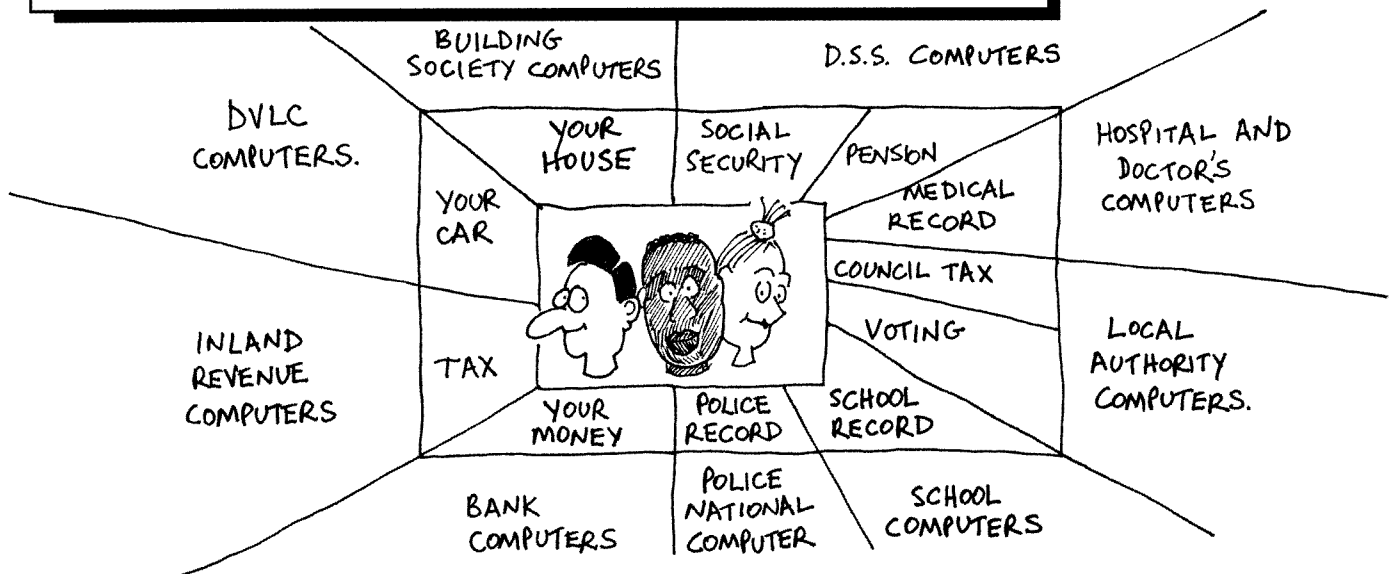 BUILDING
SOCIETY COMPUTERS
D.S.S. COMPUTERS
DVLC
COMPUTERS.
YOUR
HOUSE
SOCIAL
SECURITY
PENSION
HOSPITAL AND
DOCTOR'S
COMPUTERS
YOUR
CAR
MEDICAL
RECORD
COUNCIL TAX
INLAND
REVENUE
COMPUTERS
TAX
VOTING
LOCAL
AUTHORITY
COMPUTERS.
YOUR
MONEY
POLICE
RECORD
SCHOOL
RECORD
BANK
COMPUTERS
POLICE
NATIONAL
COMPUTER
SCHOOL
COMPUTERS